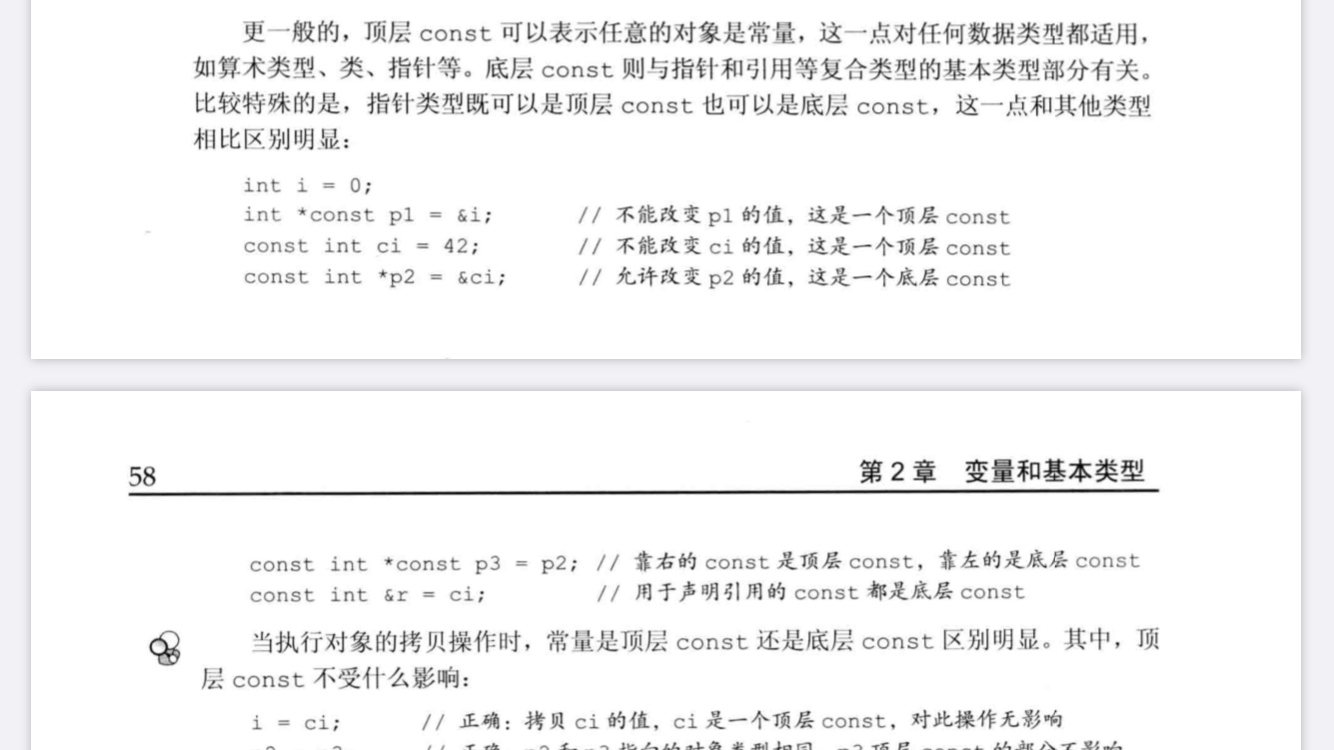 更一般的，顶层 const 可以表示任意的对象是常量，这一点对任何数据类型都适用，
如算术类型、类、指针等。底层 const 则与指针和引用等复合类型的基本类型部分有关。
比较特殊的是，指针类型既可以是顶层 const 也可以是底层 const，这一点和其他类型
相比区别明显：
int i = 0;
int *const p1 = &i; // 不能改变 p1 的值，这是一个顶层 const
const int ci = 42; // 不能改变 ci 的值，这是一个顶层 const
const int *p2 = &ci; // 允许改变 p2 的值，这是一个底层 const
58 第 2 章 变量和基本类型
const int *const p3 = p2; // 靠右的 const 是顶层 const，靠左的是底层 const
const int &r = ci; // 用于声明引用的 const 都是底层 const
当执行对象的拷贝操作时，常量是顶层 const 还是底层 const 区别明显。其中，顶
层 const 不受什么影响：
i = ci; // 正确：拷贝 ci 的值，ci 是一个顶层 const，对此操作无影响